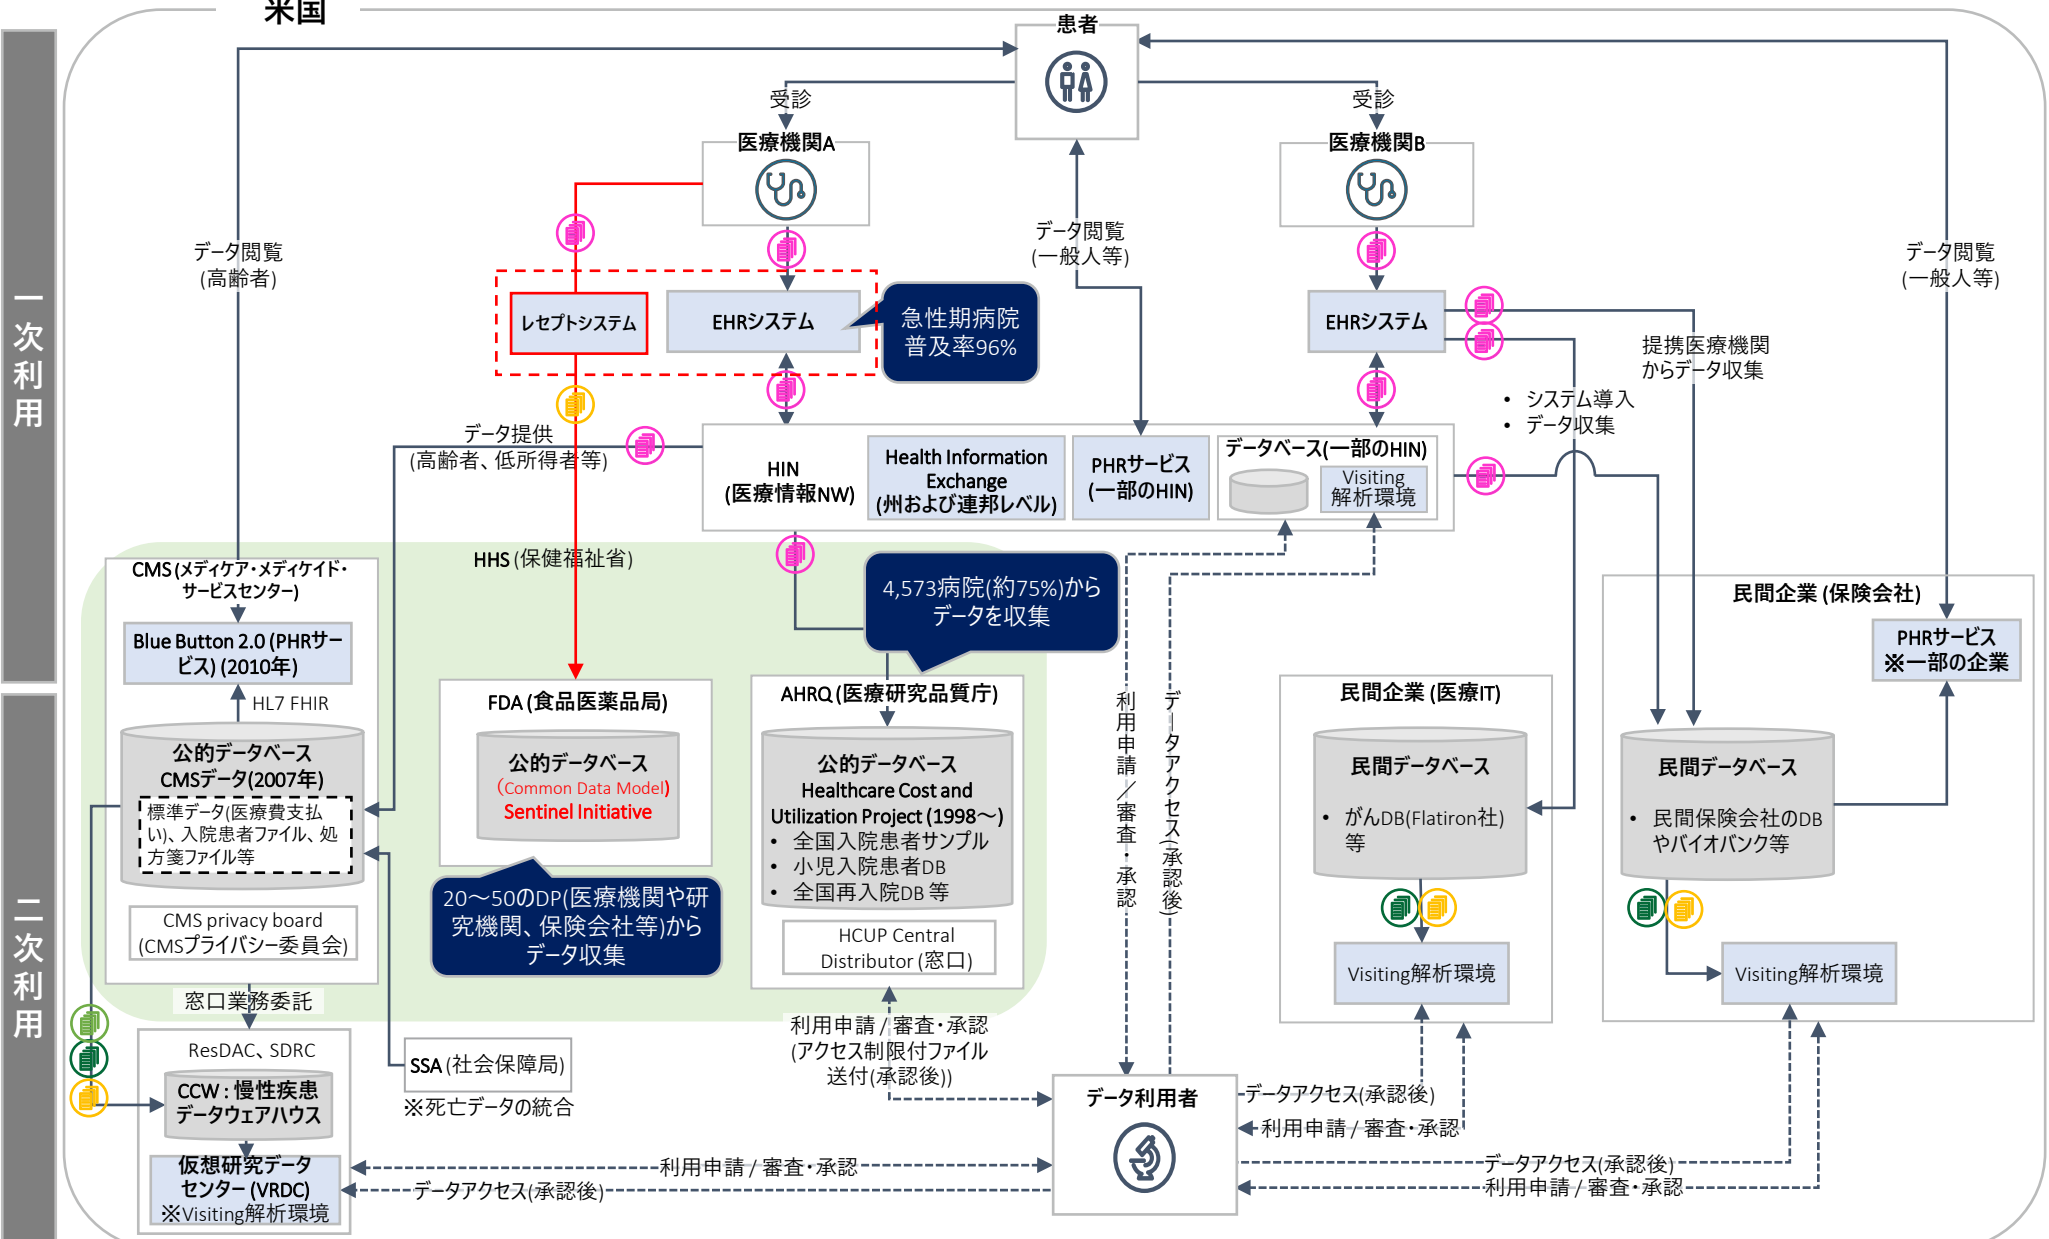 米国
一次利用
二次利用
患者
受診
受診
医療機関A
医療機関B
データ閲覧
(高齢者)
データ閲覧
(一般人等)
データ閲覧
(一般人等)
レセプトシステム
EHRシステム
急性期病院
普及率96%
EHRシステム
提携医療機関
からデータ収集
• システム導入
• データ収集
データ提供
(高齢者、低所得者等)
HIN
(医療情報NW)
Health Information
Exchange
(州および連邦レベル)
PHRサービス
(一部のHIN)
データベース(一部のHIN)
Visiting
解析環境
HHS (保健福祉省)
CMS (メディケア・メディケイド・
サービスセンター)
Blue Button 2.0 (PHRサー
ビス) (2010年)
HL7 FHIR
公的データベース
CMSデータ(2007年)
標準データ(医療費支払
い)、入院患者ファイル、処
方箋ファイル等
CMS privacy board
(CMSプライバシー委員会)
窓口業務委託
FDA (食品医薬品局)
公的データベース
（Common Data Model)
Sentinel Initiative
20～50のDP(医療機関や研
究機関、保険会社等)から
データ収集
4,573病院(約75%)から
データを収集
AHRQ (医療研究品質庁)
公的データベース
Healthcare Cost and
Utilization Project (1998～)
• 全国入院患者サンプル
• 小児入院患者DB
• 全国再入院DB 等
HCUP Central
Distributor (窓口)
利用申請 / 審査・承認
(アクセス制限付ファイル
送付(承認後))
利用申請／審査・承認
データアクセス(承認後)
民間企業 (医療IT)
民間データベース
• がんDB(Flatiron社)
等
Visiting解析環境
民間企業 (保険会社)
PHRサービス
※一部の企業
民間データベース
• 民間保険会社のDB
やバイオバンク等
Visiting解析環境
ResDAC、SDRC
CCW : 慢性疾患
データウェアハウス
仮想研究データ
センター (VRDC)
※Visiting解析環境
SSA (社会保障局)
※死亡データの統合
データ利用者
データアクセス(承認後)
利用申請 / 審査・承認
利用申請 / 審査・承認
データアクセス(承認後)
データアクセス(承認後)
利用申請 / 審査・承認